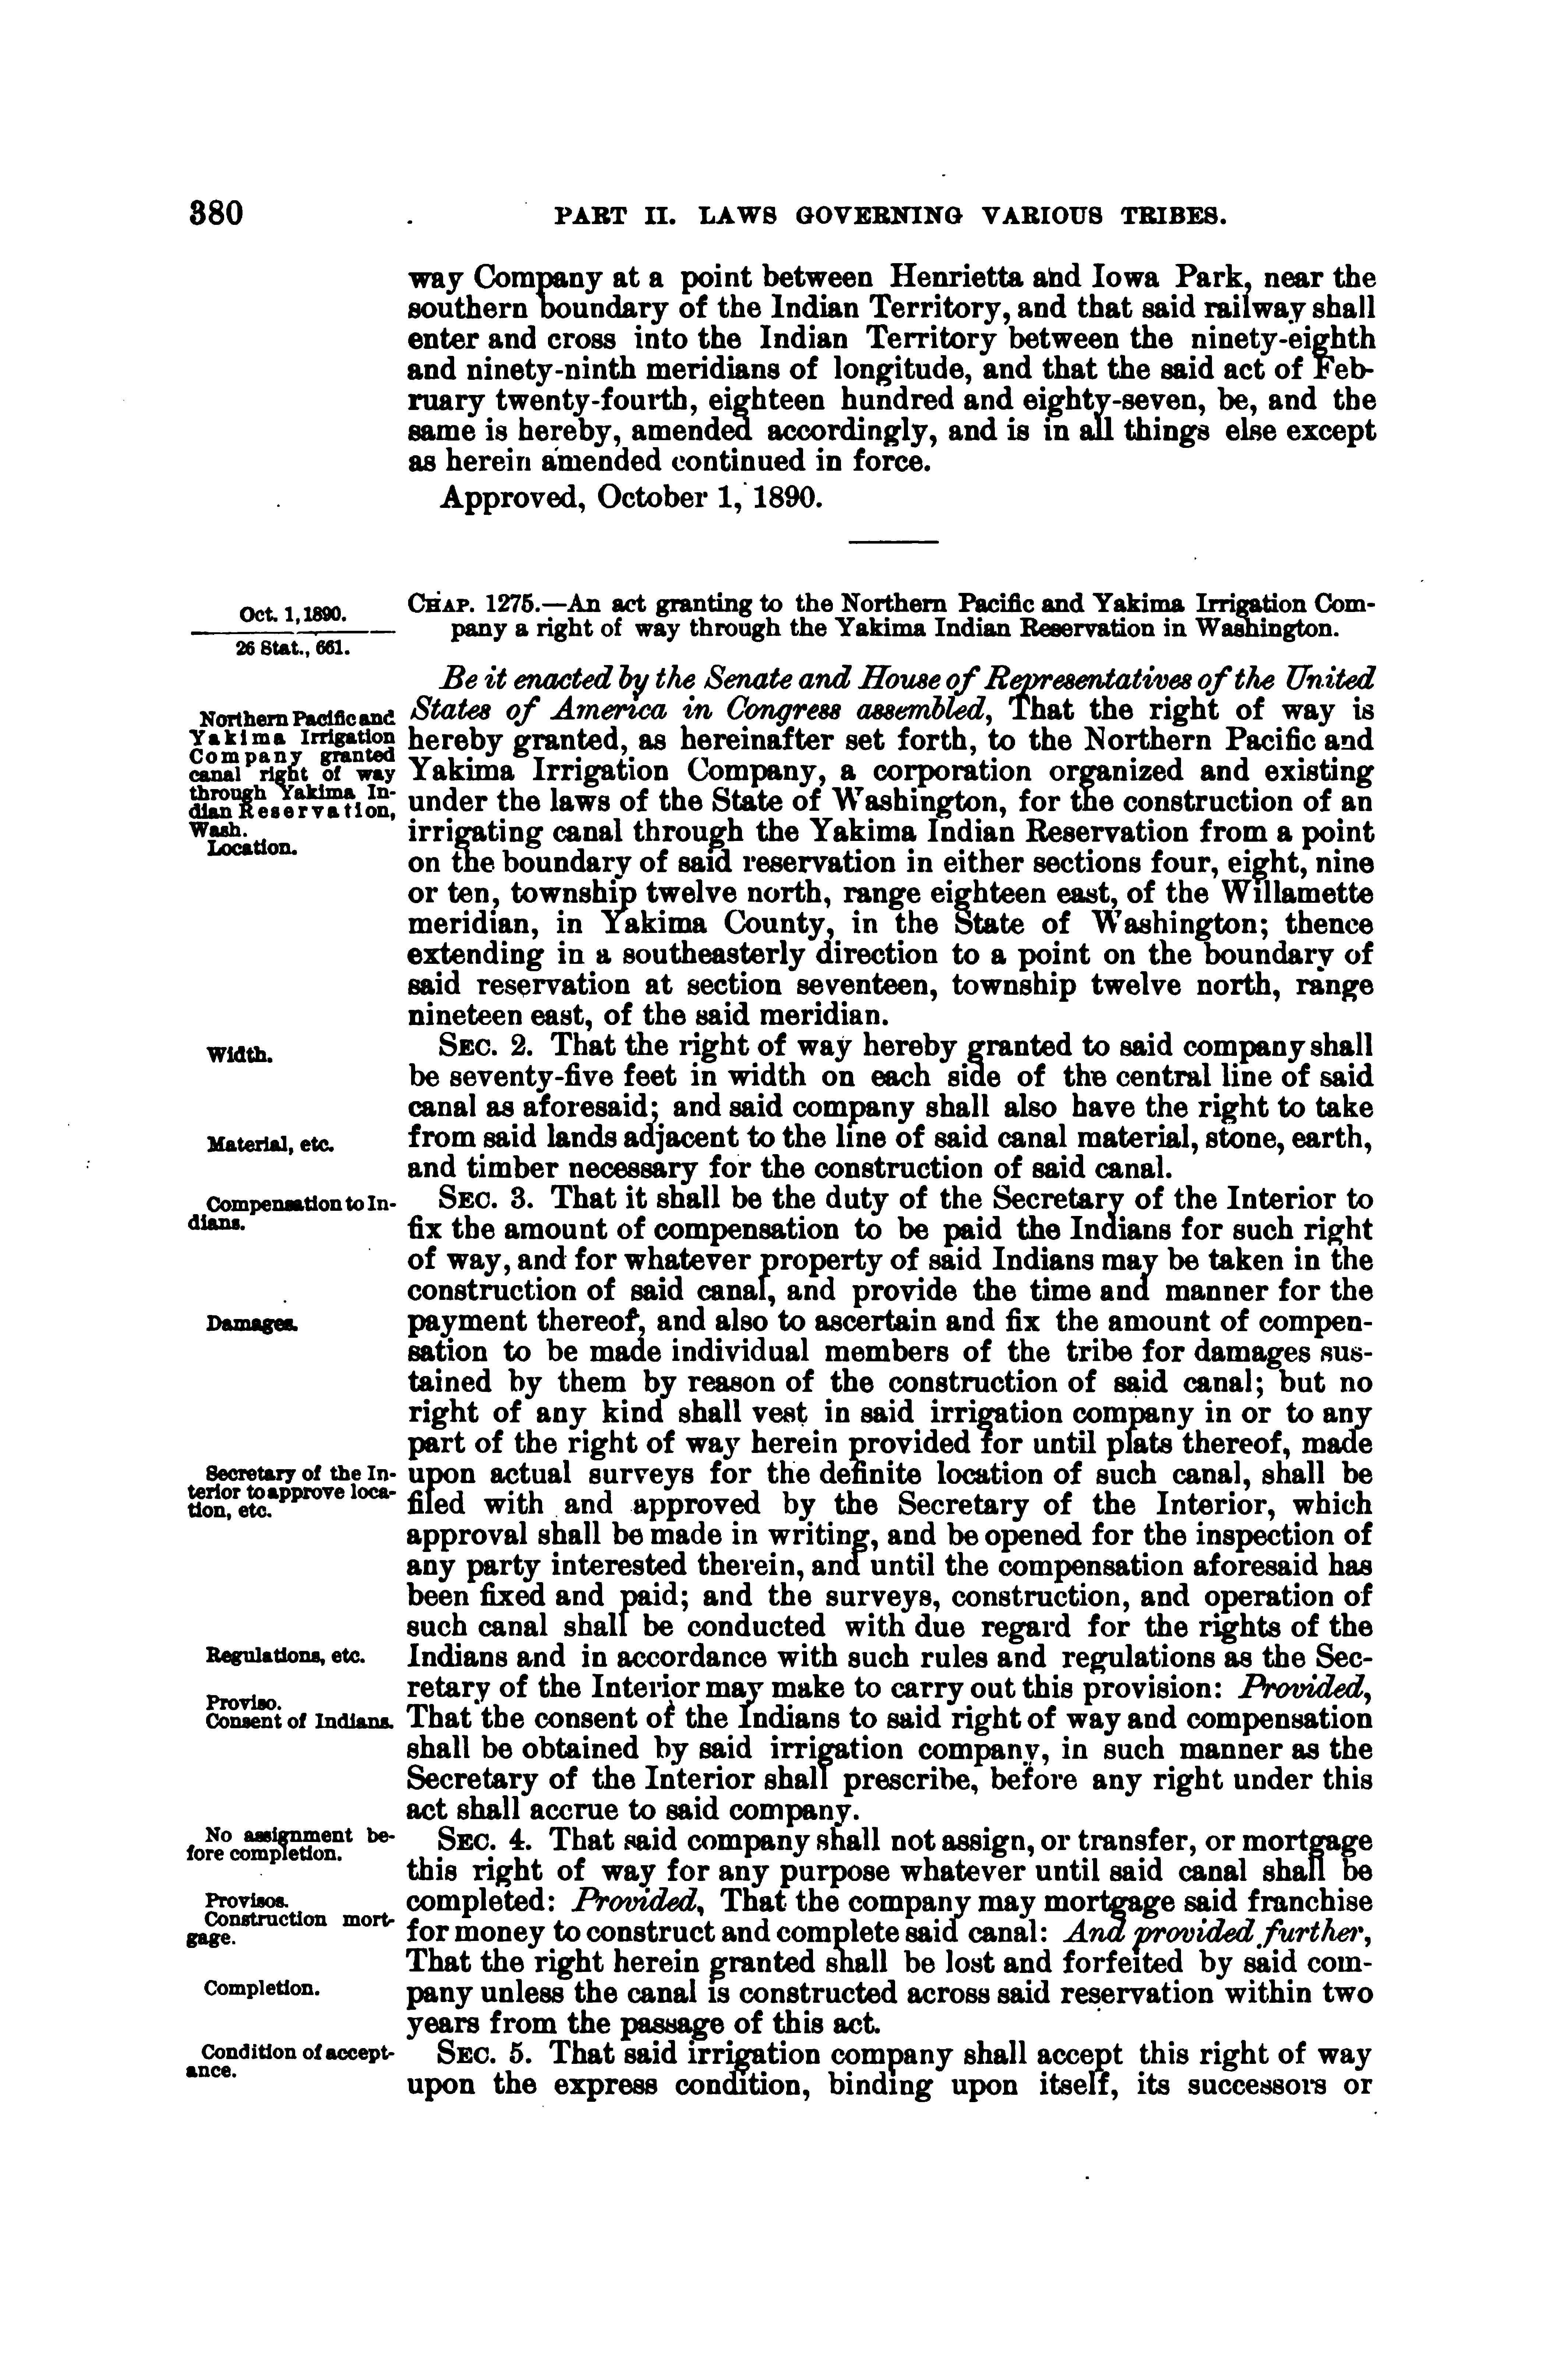 380
PART II. LAWS GOVERNING VARIOUS TRIBES.
way Company at a point between Henrietta and Iowa Park, near the
southern boundary of the Indian Territory, and that said railway shall
enter and cross into the Indian Territory between the ninety-eighth
and ninety-ninth meridians of longitude, and that the said act of Feb-
ruary twenty-fourth, eighteen hundred and eighty-seven, be, and the
same is hereby, amended accordingly, and is in all things else except
as herein amended continued in force.
Approved, October 1, 1890.
Oct. 1, 1890.
26 Stat., 661.
CHAP. 1275.—An act granting to the Northern Pacific and Yakima Irrigation Com-
pany a right of way through the Yakima Indian Reservation in Washington.
Northern Pacific and
Yakima Irrigation
Company granted
canal right of way
through Yakima In-
dian Reservation,
Wash.
Location.
Be it enacted by the Senate and House of Representatives of the United
States of America in Congress assembled, That the right of way is
hereby granted, as hereinafter set forth, to the Northern Pacific and
Yakima Irrigation Company, a corporation organized and existing
under the laws of the State of Washington, for the construction of an
irrigating canal through the Yakima Indian Reservation from a point
on the boundary of said reservation in either sections four, eight, nine
or ten, township twelve north, range eighteen east, of the Willamette
meridian, in Yakima County, in the State of Washington; thence
extending in a southeasterly direction to a point on the boundary of
said reservation at section seventeen, township twelve north, range
nineteen east, of the said meridian.
Width.
SEC. 2. That the right of way hereby granted to said company shall
be seventy-five feet in width on each side of the central line of said
canal as aforesaid; and said company shall also have the right to take
Material, etc.
from said lands adjacent to the line of said canal material, stone, earth,
and timber necessary for the construction of said canal.
Compensation to In-
dians.
SEC. 3. That it shall be the duty of the Secretary of the Interior to
fix the amount of compensation to be paid the Indians for such right
of way, and for whatever property of said Indians may be taken in the
construction of said canal, and provide the time and manner for the
Damages.
payment thereof, and also to ascertain and fix the amount of compen-
sation to be made individual members of the tribe for damages sus-
tained by them by reason of the construction of said canal; but no
right of any kind shall vest in said irrigation company in or to any
part of the right of way herein provided for until plats thereof, made
Secretary of the In-
terior to approve loca-
tion, etc.
upon actual surveys for the definite location of such canal, shall be
filed with and approved by the Secretary of the Interior, which
approval shall be made in writing, and be opened for the inspection of
any party interested therein, and until the compensation aforesaid has
been fixed and paid; and the surveys, construction, and operation of
such canal shall be conducted with due regard for the rights of the
Regulations, etc.
Indians and in accordance with such rules and regulations as the Sec-
retary of the Interior may make to carry out this provision: Provided,
Proviso.
Consent of Indians.
That the consent of the Indians to said right of way and compensation
shall be obtained by said irrigation company, in such manner as the
Secretary of the Interior shall prescribe, before any right under this
act shall accrue to said company.
No assignment be-
fore completion.
SEC. 4. That said company shall not assign, or transfer, or mortgage
this right of way for any purpose whatever until said canal shall be
Provisos.
Construction mort-
gage.
completed: Provided, That the company may mortgage said franchise
for money to construct and complete said canal: And provided further,
That the right herein granted shall be lost and forfeited by said com-
Completion.
pany unless the canal is constructed across said reservation within two
years from the passage of this act.
Condition of accept-
ance.
SEC. 5. That said irrigation company shall accept this right of way
upon the express condition, binding upon itself, its successors or